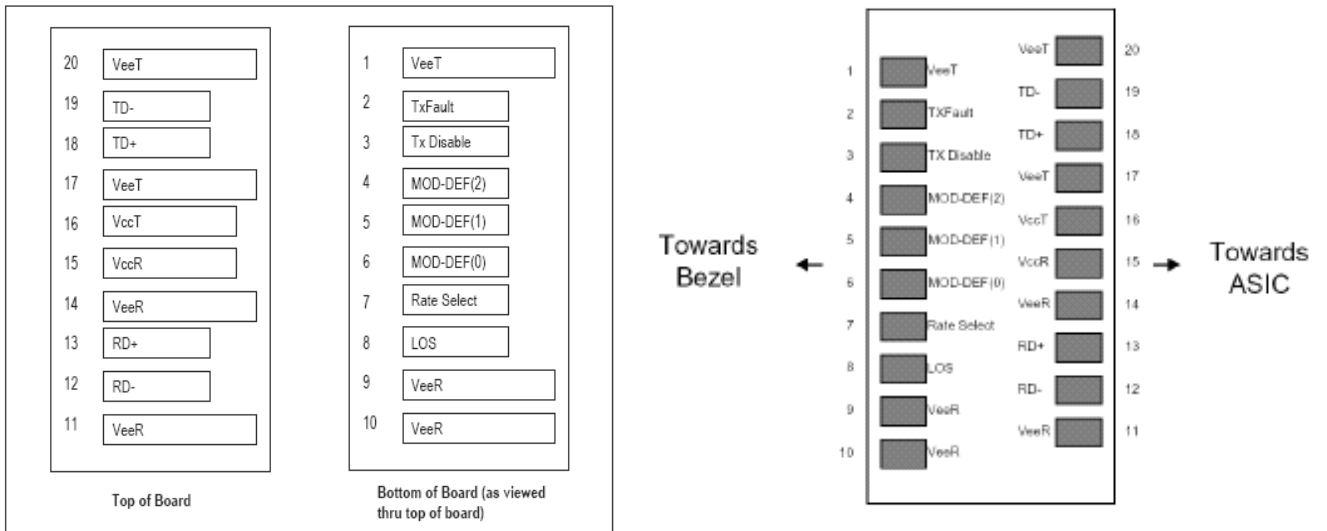 20 VeeT
19 TD-
18 TD+
17 VeeT
16 VccT
15 VccR
14 VeeR
13 RD+
12 RD-
11 VeeR
Top of Board
1 VeeT
2 TxFault
3 Tx Disable
4 MOD-DEF(2)
5 MOD-DEF(1)
6 MOD-DEF(0)
7 Rate Select
8 LOS
9 VeeR
10 VeeR
Bottom of Board (as viewed
thru top of board)
Towards
Bezel
1 VeeT
2 TXFault
3 TX Disable
4 MOD-DEF(2)
5 MOD-DEF(1)
6 MOD-DEF(0)
7 Rate Select
8 LOS
9 VeeR
10 VeeR
VeeT 20
TD- 19
TD+ 18
VeeT 17
VccT 16
VccR 15
VeeR 14
RD+ 13
RD- 12
VeeR 11
Towards
ASIC